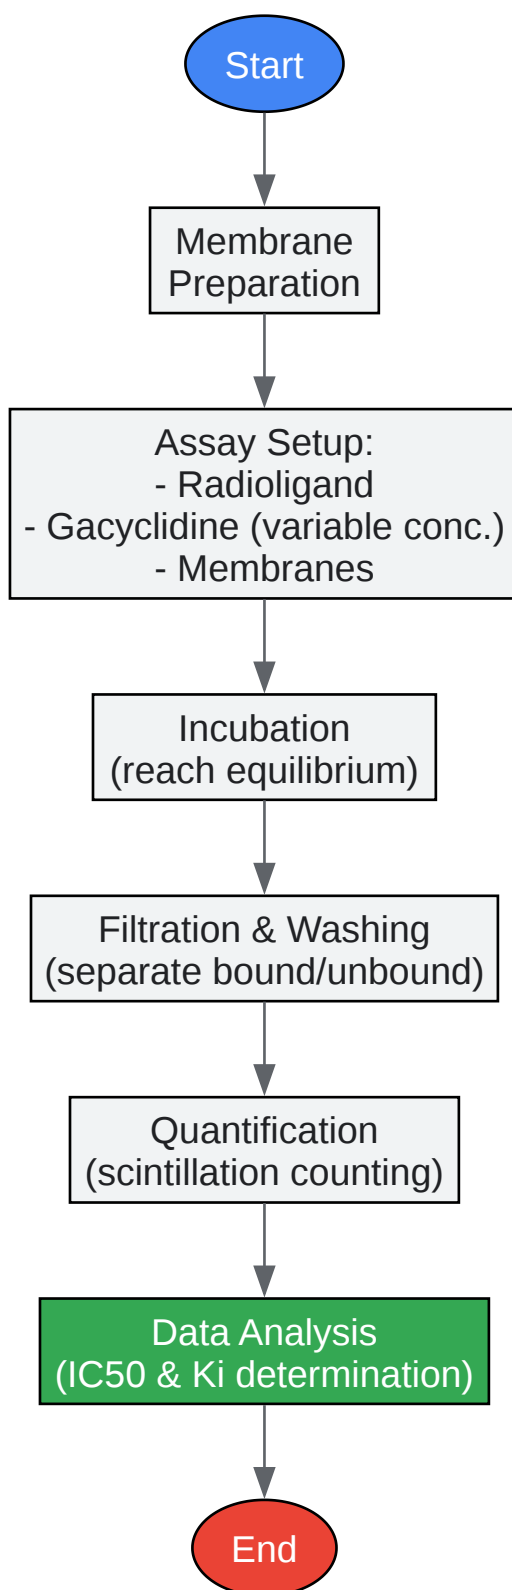 Start
Membrane
Preparation
Assay Setup:
- Radioligand
- Gacyclidine (variable conc.)
- Membranes
Incubation
(reach equilibrium)
Filtration & Washing
(separate bound/unbound)
Quantification
(scintillation counting)
Data Analysis
(IC50 & Ki determination)
End